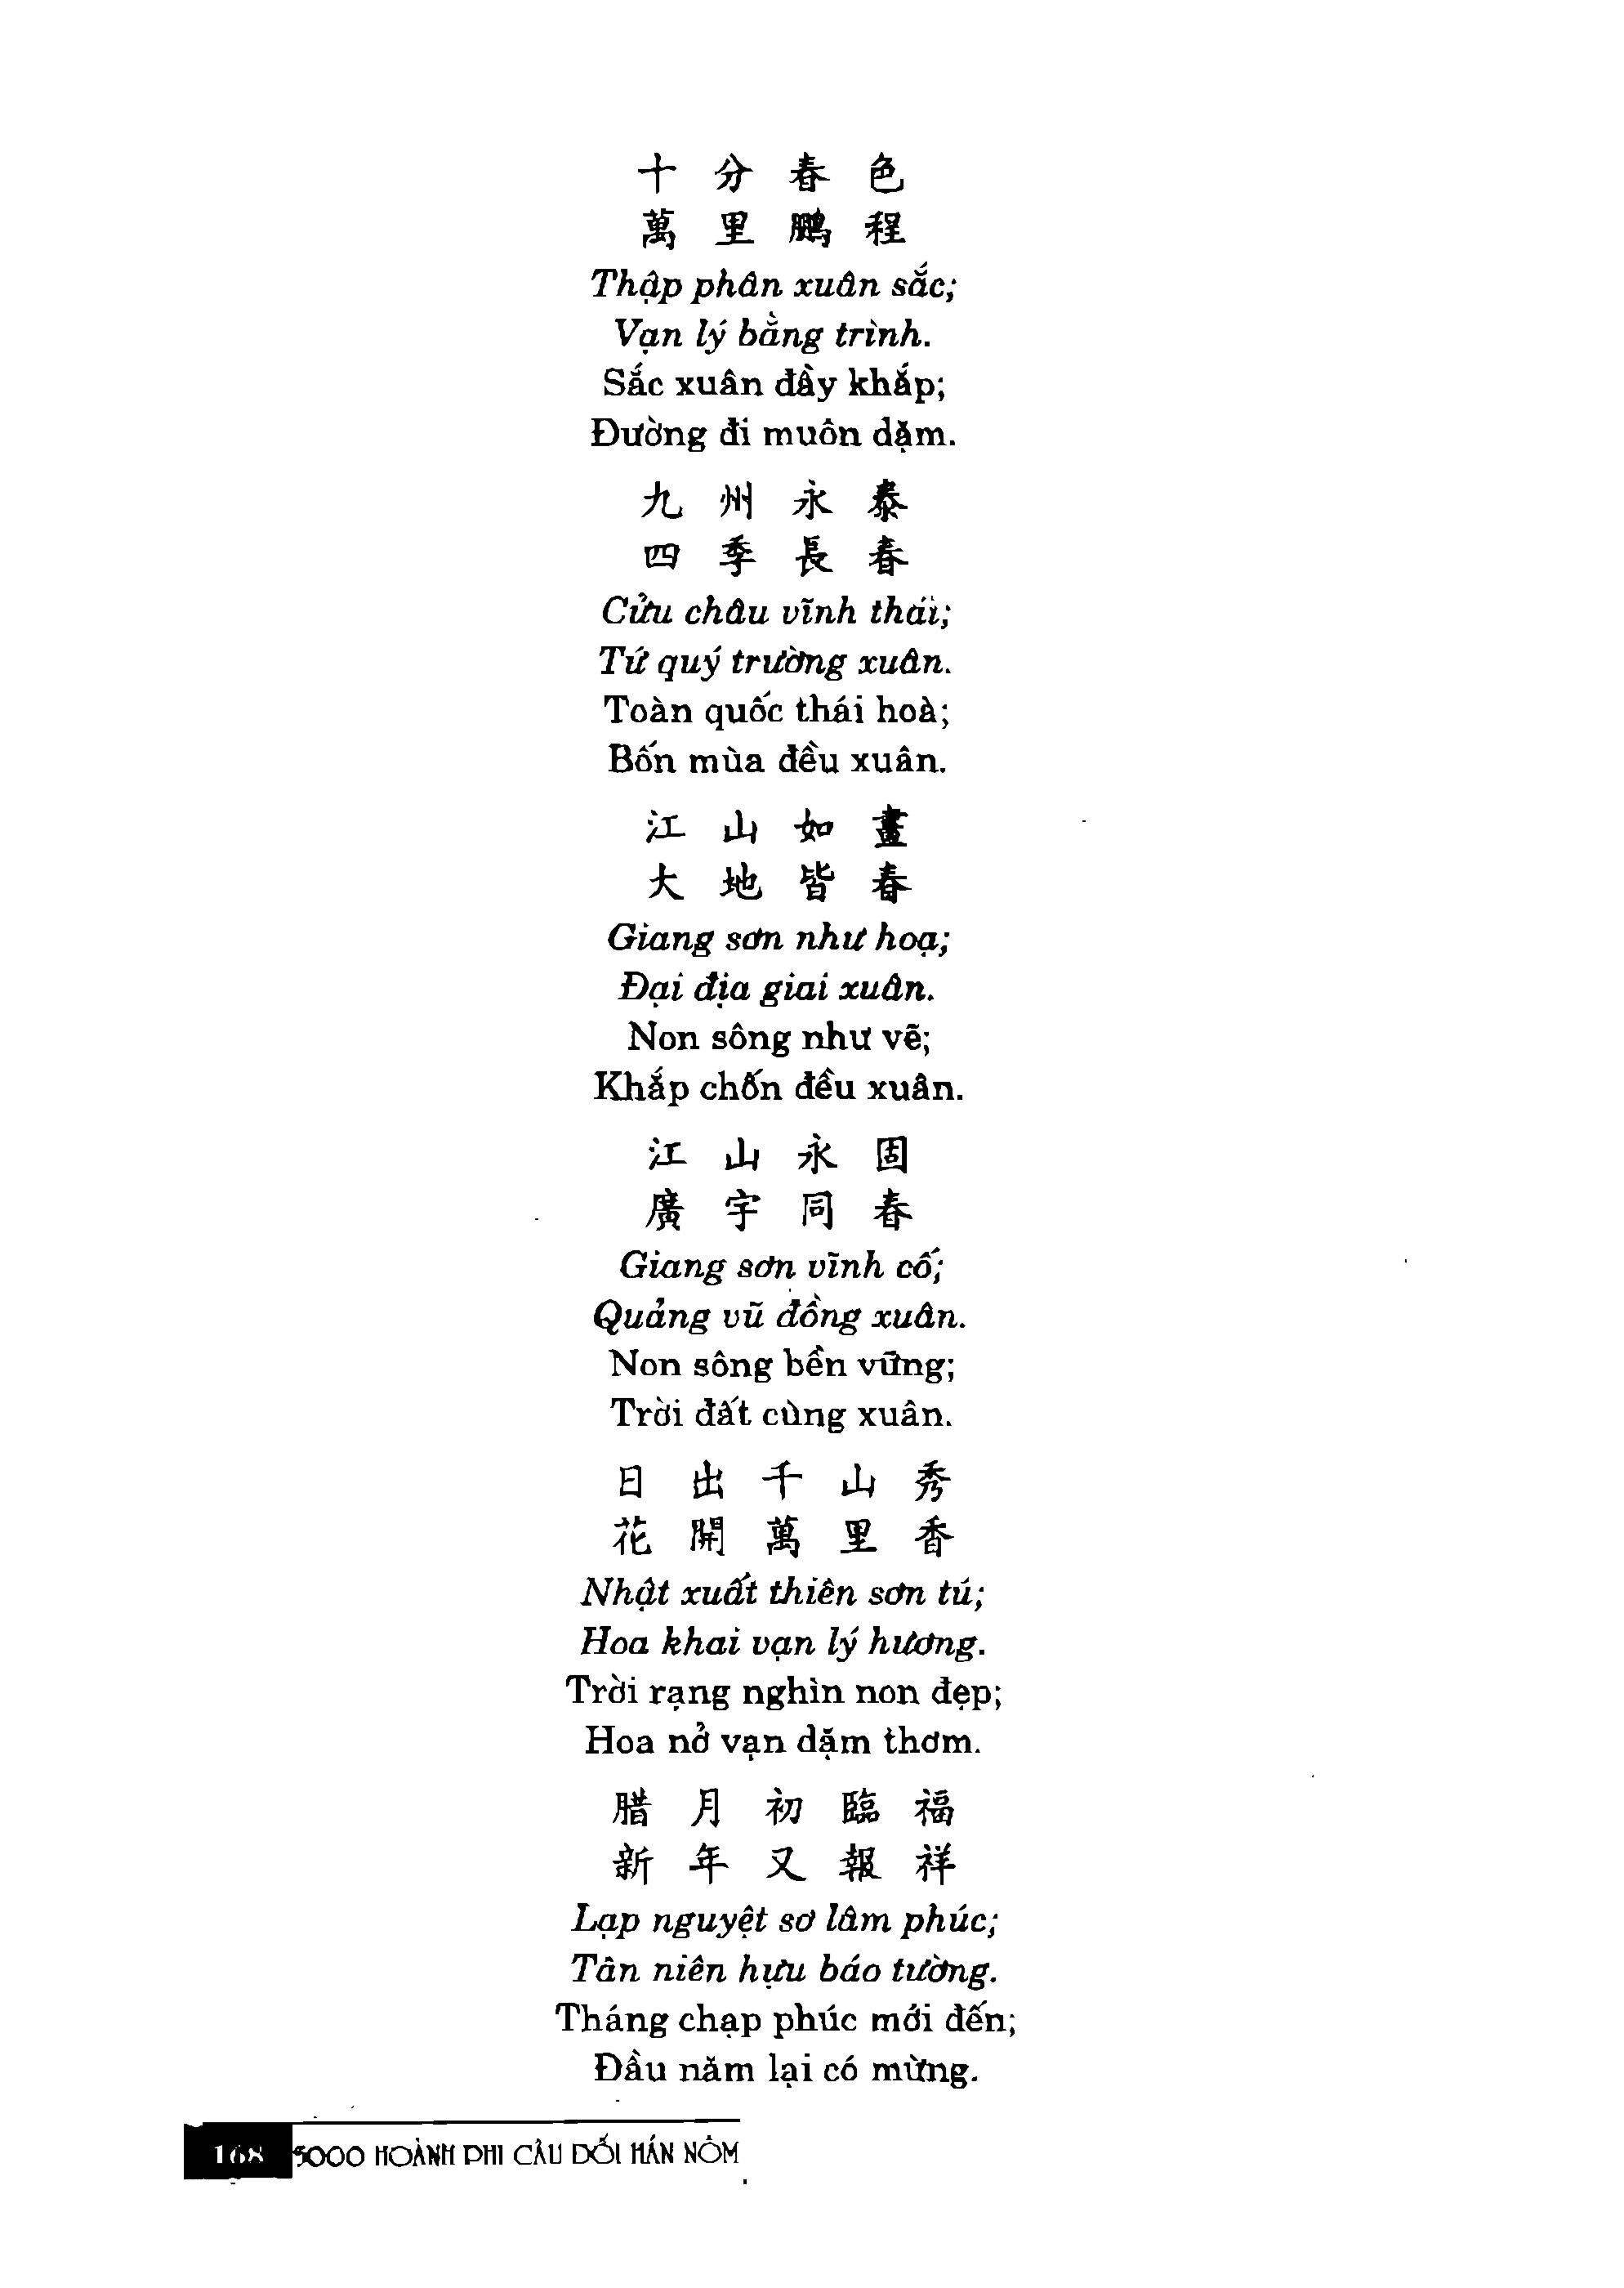 十 分 春 色
萬 里 鵬 程
Thập phân xuân sắc;
Vạn lý bằng trình.
Sắc xuân đầy khắp;
Đường đi muôn dặm.
九 州 永 泰
四 季 長 春
Cửu châu vĩnh thái;
Tứ quý trường xuân.
Toàn quốc thái hoà;
Bốn mùa đều xuân.
江 山 如 畫
大 地 皆 春
Giang sơn như hoạ;
Đại địa giai xuân.
Non sông như vẽ;
Khắp chốn đều xuân.
江 山 永 固
廣 宇 同 春
Giang sơn vĩnh cố;
Quảng vũ đồng xuân.
Non sông bền vững;
Trời đất cùng xuân.
日 出 千 山 秀
花 開 萬 里 香
Nhật xuất thiên sơn tú;
Hoa khai vạn lý hương.
Trời rạng nghìn non đẹp;
Hoa nở vạn dặm thơm.
腊 月 初 臨 福
新 年 又 報 祥
Lạp nguyệt sơ lâm phúc;
Tân niên hựu báo tường.
Tháng chạp phúc mới đến;
Đầu năm lại có mừng.
168 5000 HOÀNH PHI CÂU ĐỐI HÁN NÔM